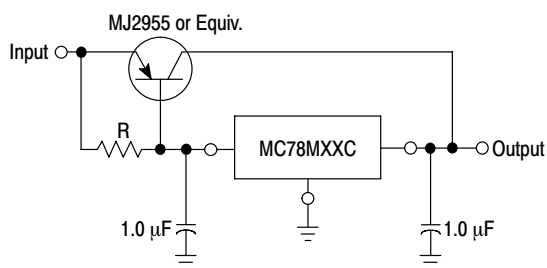 MJ2955 or Equiv.
Input
R
MC78MXXC
Output
1.0 μF
1.0 μF